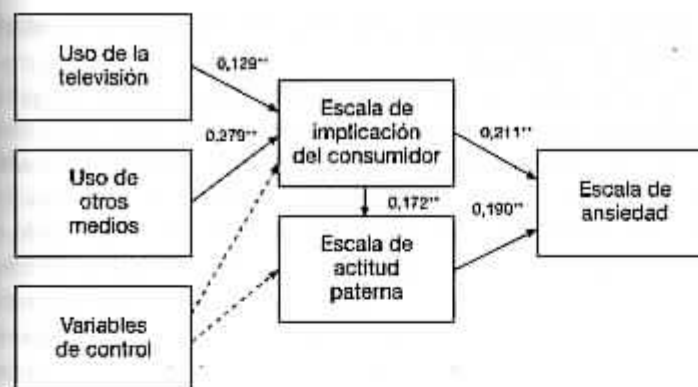 Uso de la
televisión
0,129**
Escala de
implicación
del consumidor
0.279**
0,211**
Uso de
otros
medios
Escala de
ansiedad
0,172**
0,190**
Escala de
actitud
paterna
Variables
de control